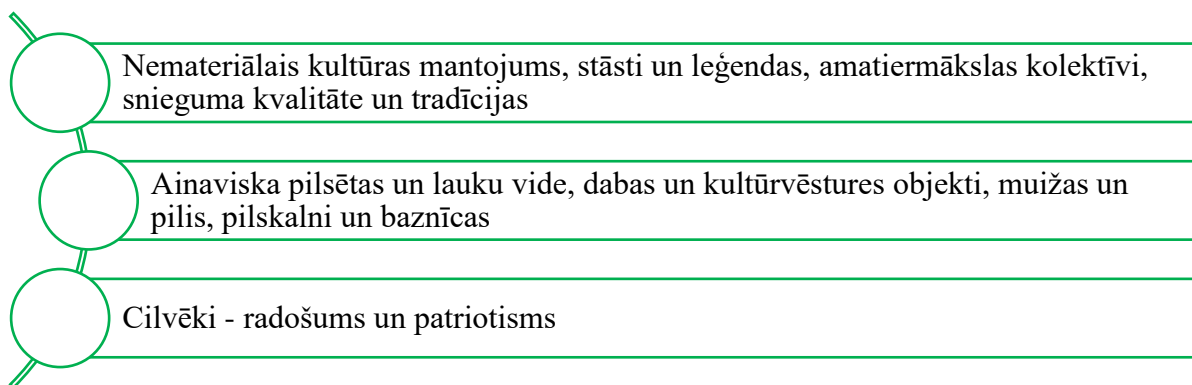 Nemateriālais kultūras mantojums, stāsti un leģendas, amatiermākslas kolektīvi,
snieguma kvalitāte un tradīcijas
Ainaviska pilsētas un lauku vide, dabas un kultūrvēstures objekti, muižas un
pilis, pilskalni un baznīcas
Cilvēki - radošums un patriotisms